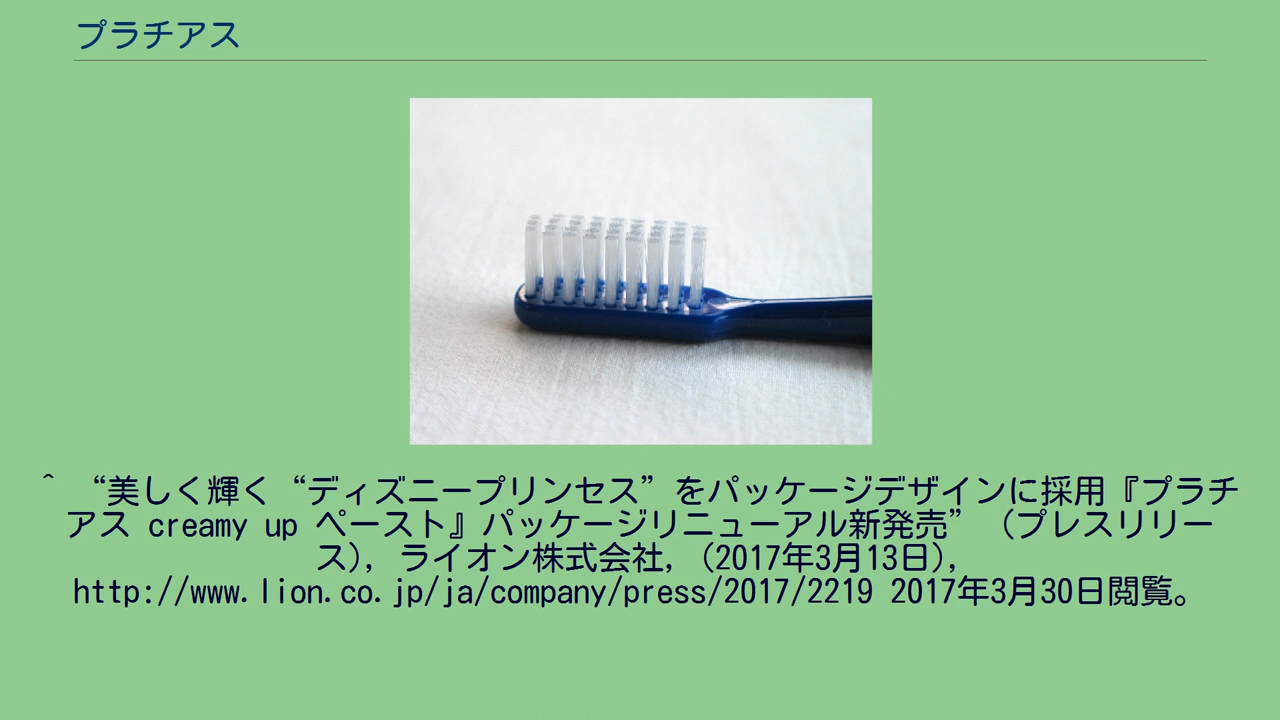 プラチアス
^ “美しく輝く“ディズニープリンセス”をパッケージデザインに採用『プラチ
アス creamy up ペースト』パッケージリニューアル新発売” (プレスリリー
ス), ライオン株式会社, (2017年3月13日),
http://www.lion.co.jp/ja/company/press/2017/2219 2017年3月30日閲覧。